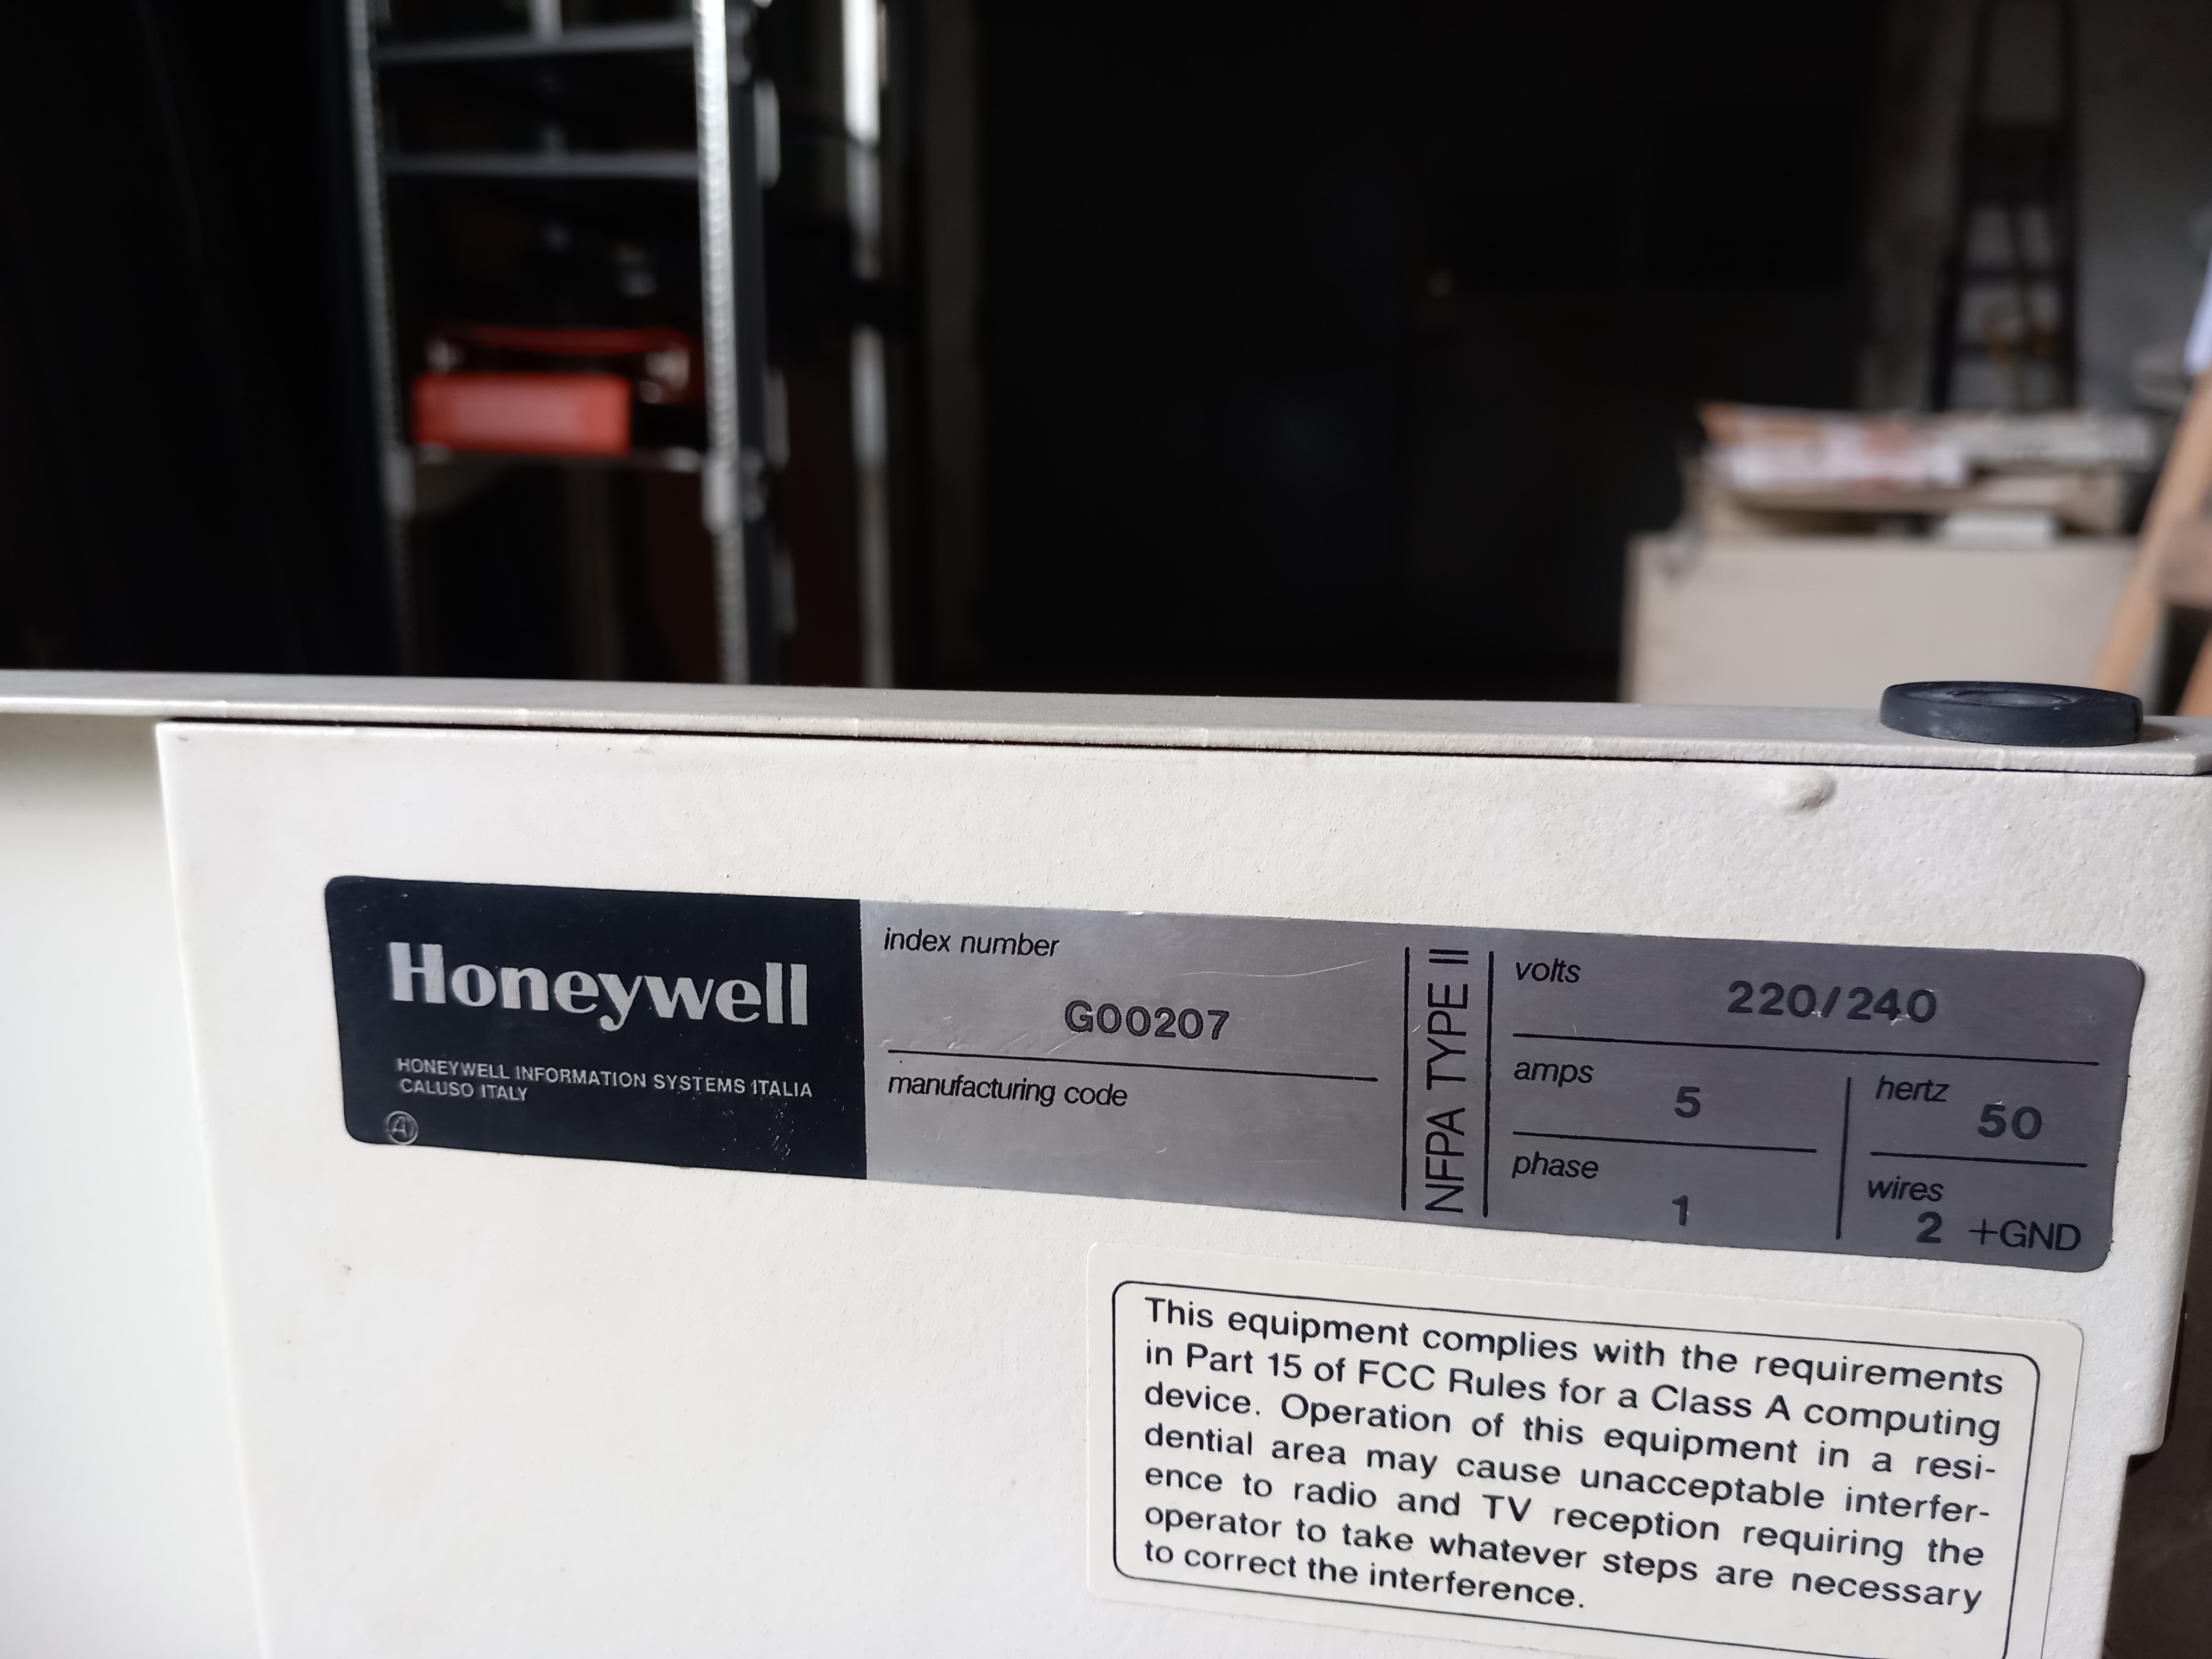 Honeywell
HONEYWELL INFORMATION SYSTEMS ITALIA
CALUSO ITALY
A
index number
G00207
manufacturing code
NFPA TYPE II
volts
220/240
amps
5
hertz
50
phase
1
wires
2 +GND
This equipment complies with the requirements
in Part 15 of FCC Rules for a Class A computing
device. Operation of this equipment in a resi-
dential area may cause unacceptable interfer-
ence to radio and TV reception requiring the
operator to take whatever steps are necessary
to correct the interference.